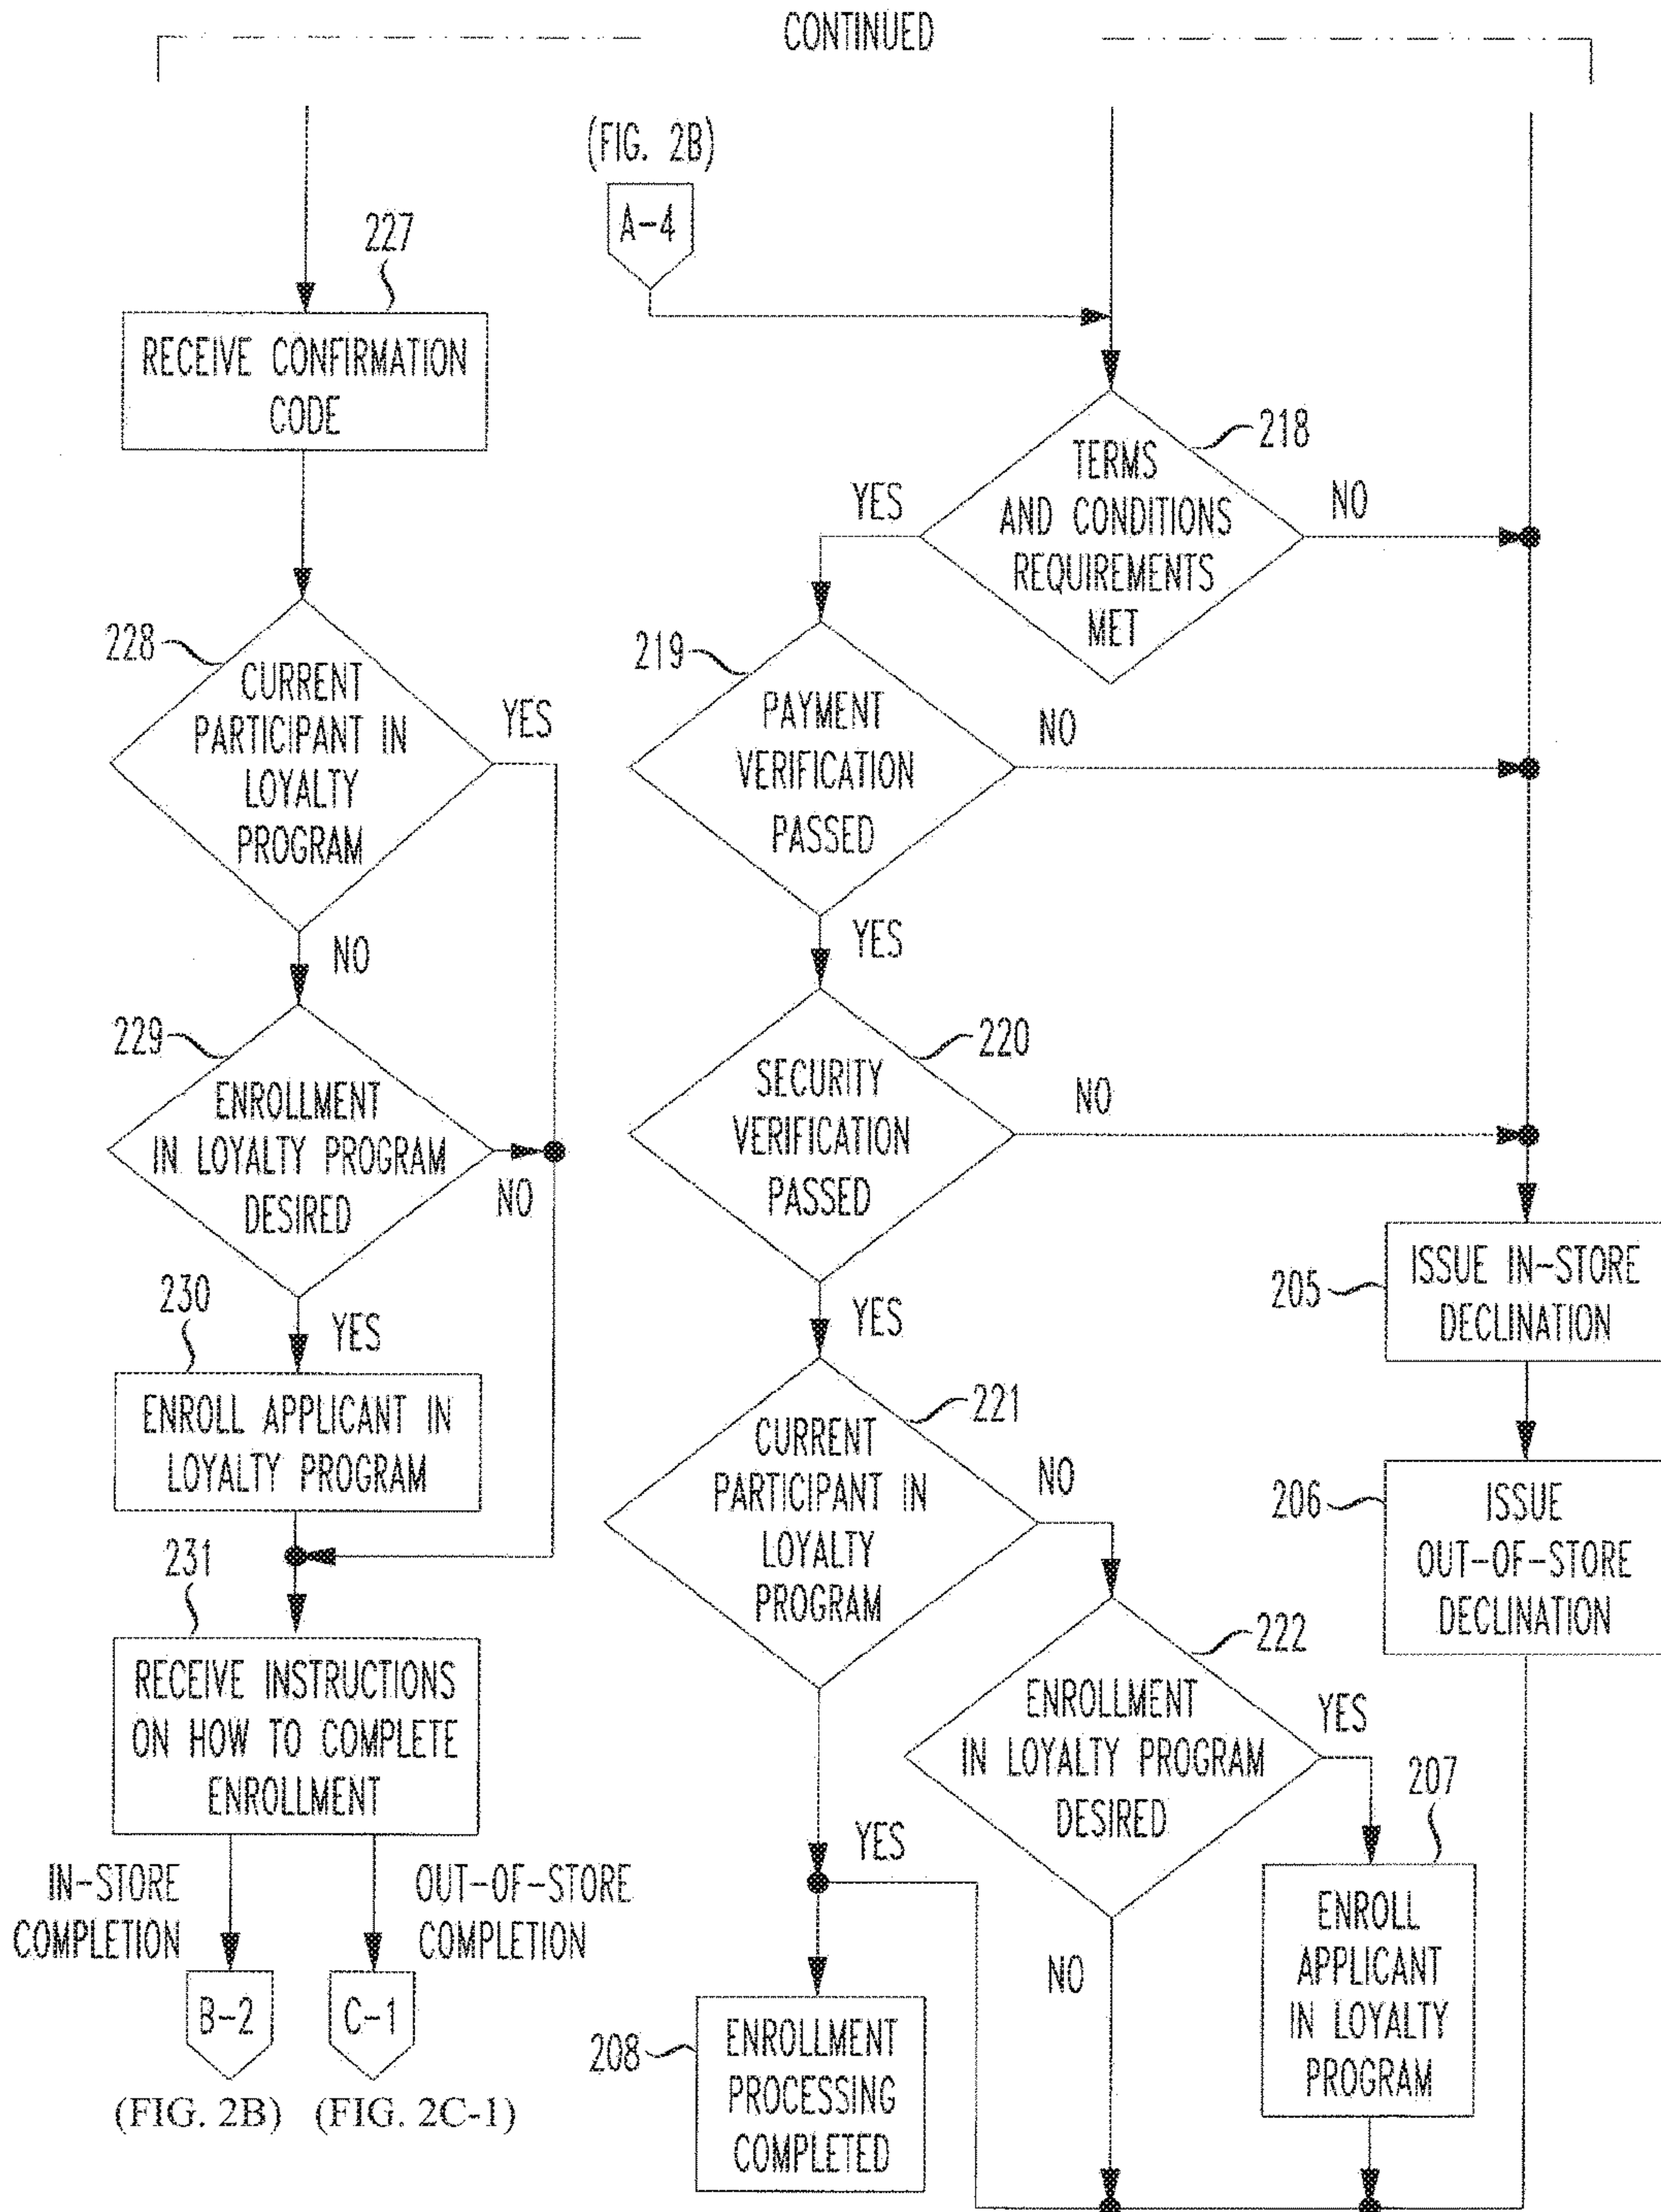 CONTINUED
(FIG. 2B)
A-4
227
RECEIVE CONFIRMATION
CODE
218
TERMS
AND CONDITIONS
REQUIREMENTS
MET
YES
NO
228
CURRENT
PARTICIPANT IN
LOYALTY
PROGRAM
YES
NO
219
PAYMENT
VERIFICATION
PASSED
NO
YES
229
ENROLLMENT
IN LOYALTY PROGRAM
DESIRED
NO
YES
220
SECURITY
VERIFICATION
PASSED
NO
YES
205
ISSUE IN-STORE
DECLINATION
230
ENROLL APPLICANT IN
LOYALTY PROGRAM
221
CURRENT
PARTICIPANT IN
LOYALTY
PROGRAM
NO
YES
206
ISSUE
OUT-OF-STORE
DECLINATION
231
RECEIVE INSTRUCTIONS
ON HOW TO COMPLETE
ENROLLMENT
222
ENROLLMENT
IN LOYALTY PROGRAM
DESIRED
YES
NO
207
ENROLL
APPLICANT
IN LOYALTY
PROGRAM
IN-STORE
COMPLETION
OUT-OF-STORE
COMPLETION
B-2
C-1
(FIG. 2B)
(FIG. 2C-1)
208
ENROLLMENT
PROCESSING
COMPLETED